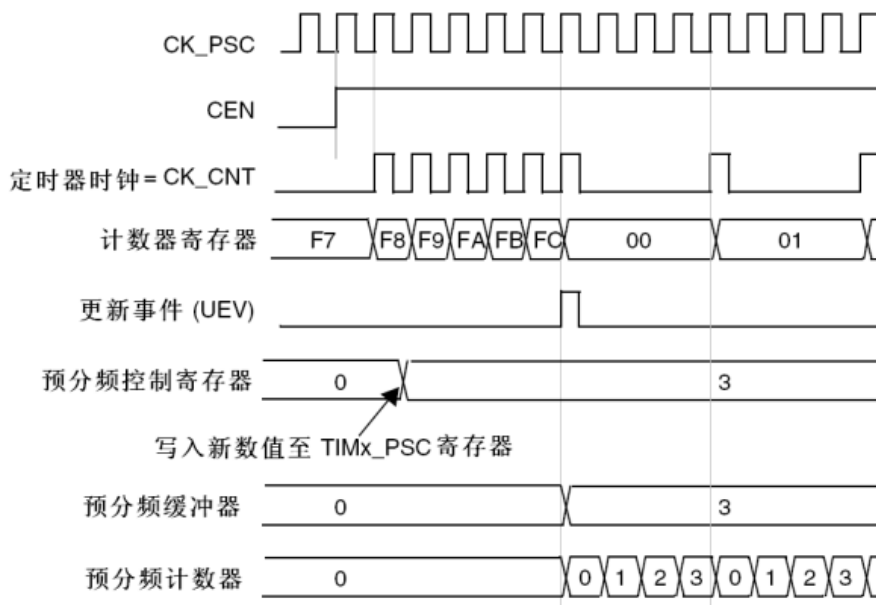 CK_PSC
CEN
定时器时钟 = CK_CNT
计数器寄存器 F7 F8 F9 FA FB FC 00 01
更新事件 (UEV)
预分频控制寄存器 0 3
写入新数值至 TIMx_PSC 寄存器
预分频缓冲器 0 3
预分频计数器 0 0 1 2 3 0 1 2 3